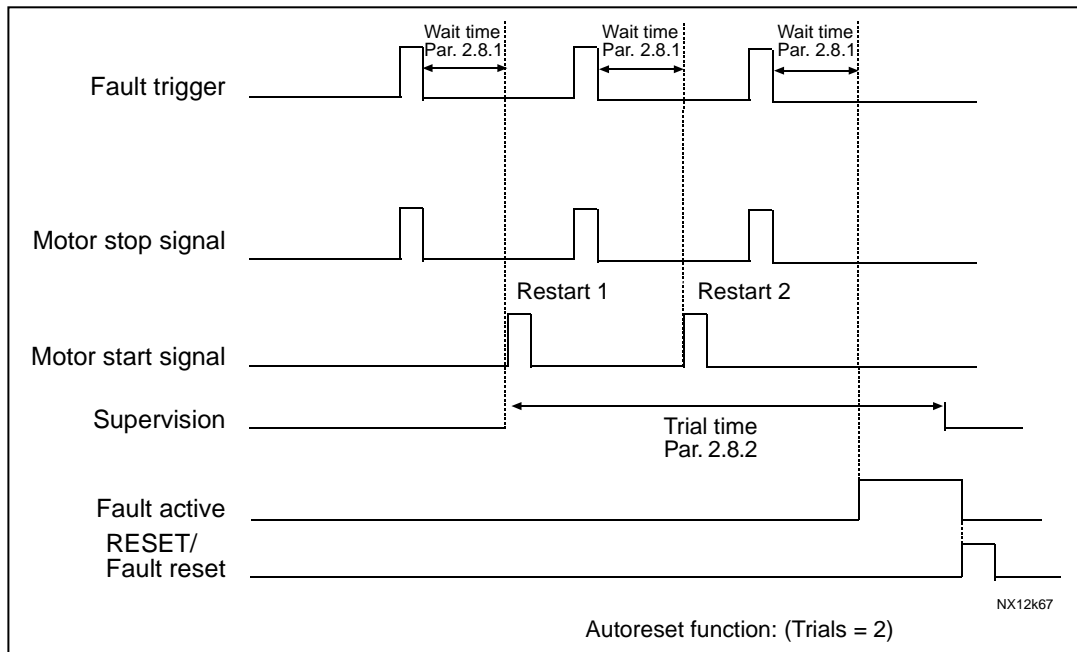 Wait time
Par. 2.8.1
Wait time
Par. 2.8.1
Wait time
Par. 2.8.1
Fault trigger
Motor stop signal
Restart 1
Restart 2
Motor start signal
Supervision
Trial time
Par. 2.8.2
Fault active
RESET/
Fault reset
NX12k67
Autoreset function: (Trials = 2)